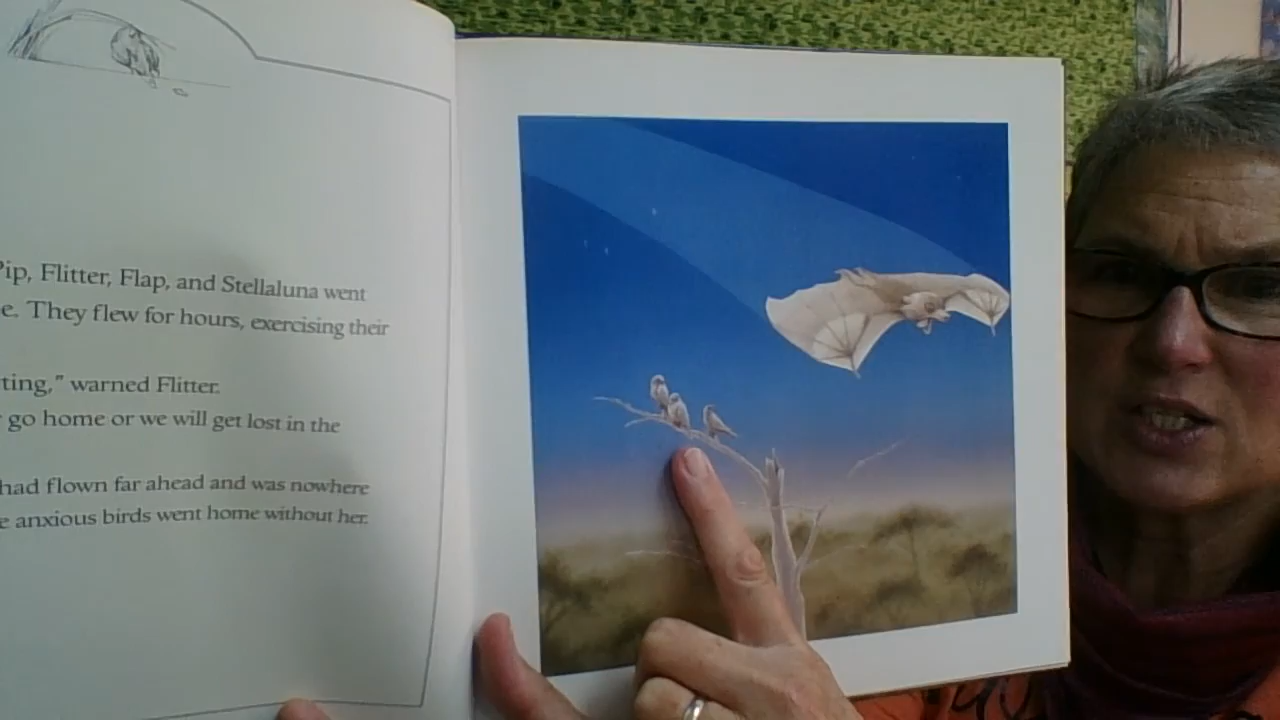 Pip, Flitter, Flap, and Stellaluna went
e. They flew for hours, exercising their
ting," warned Flitter.
go home or we will get lost in the
had flown far ahead and was nowhere
e anxious birds went home without her.